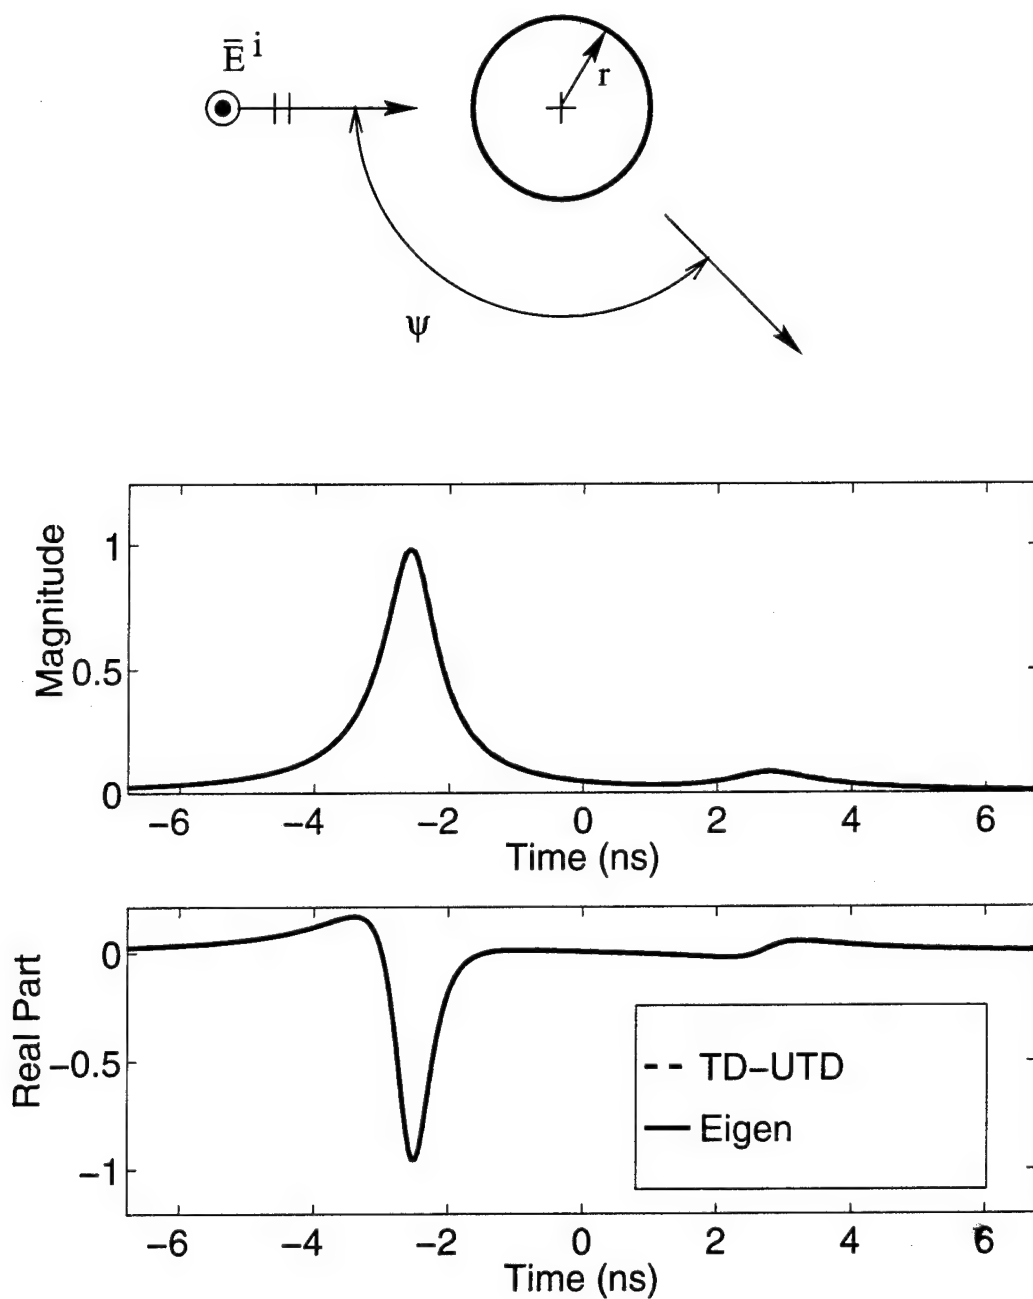 E̅ i
r
ψ
Magnitude
1
0.5
0
−6 −4 −2 0 2 4 6
Time (ns)
Real Part
0
−0.5
−1
TD−UTD
Eigen
−6 −4 −2 0 2 4 6
Time (ns)